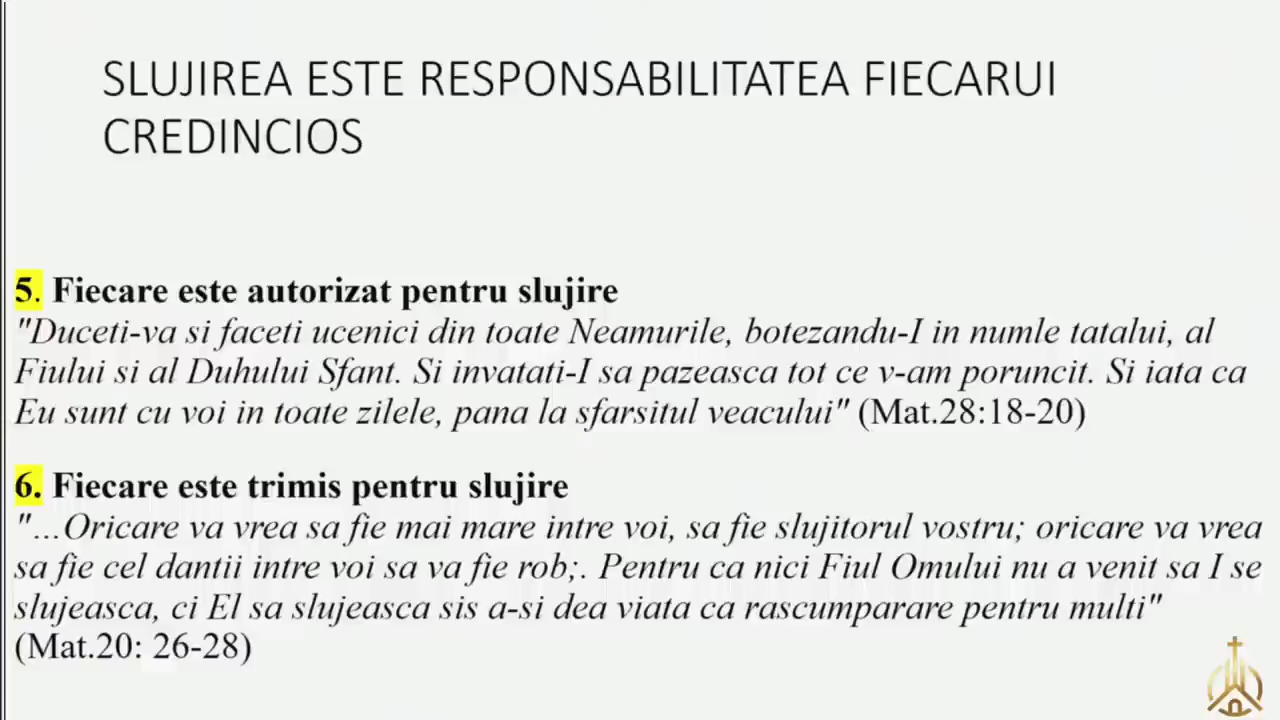 SLUJIREA ESTE RESPONSABILITATEA FIECARUI
CREDINCIOS
5. Fiecare este autorizat pentru slujire
"Duceti-va si faceti ucenici din toate Neamurile, botezandu-I in numle tatalui, al
Fiului si al Duhului Sfant. Si invatati-I sa pazeasca tot ce v-am poruncit. Si iata ca
Eu sunt cu voi in toate zilele, pana la sfarsitul veacului" (Mat.28:18-20)
6. Fiecare este trimis pentru slujire
"...Oricare va vrea sa fie mai mare intre voi, sa fie slujitorul vostru; oricare va vrea
sa fie cel dantii intre voi sa va fie rob;. Pentru ca nici Fiul Omului nu a venit sa I se
slujeasca, ci El sa slujeasca sis a-si dea viata ca rascumparare pentru multi"
(Mat.20: 26-28)